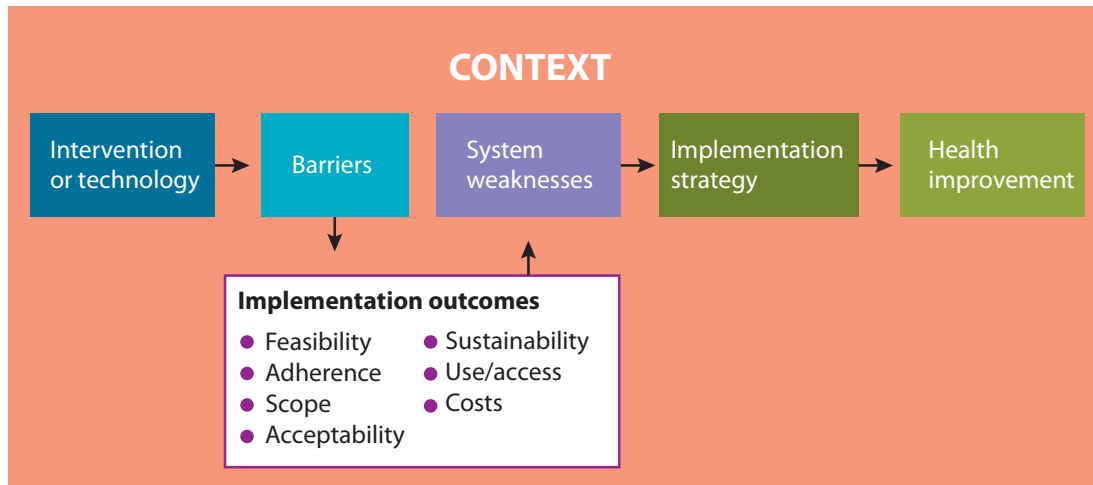 CONTEXT
Intervention
or technology
Barriers
System
weaknesses
Implementation
strategy
Health
improvement
Implementation outcomes
Feasibility
Adherence
Scope
Acceptability
Sustainability
Use/access
Costs